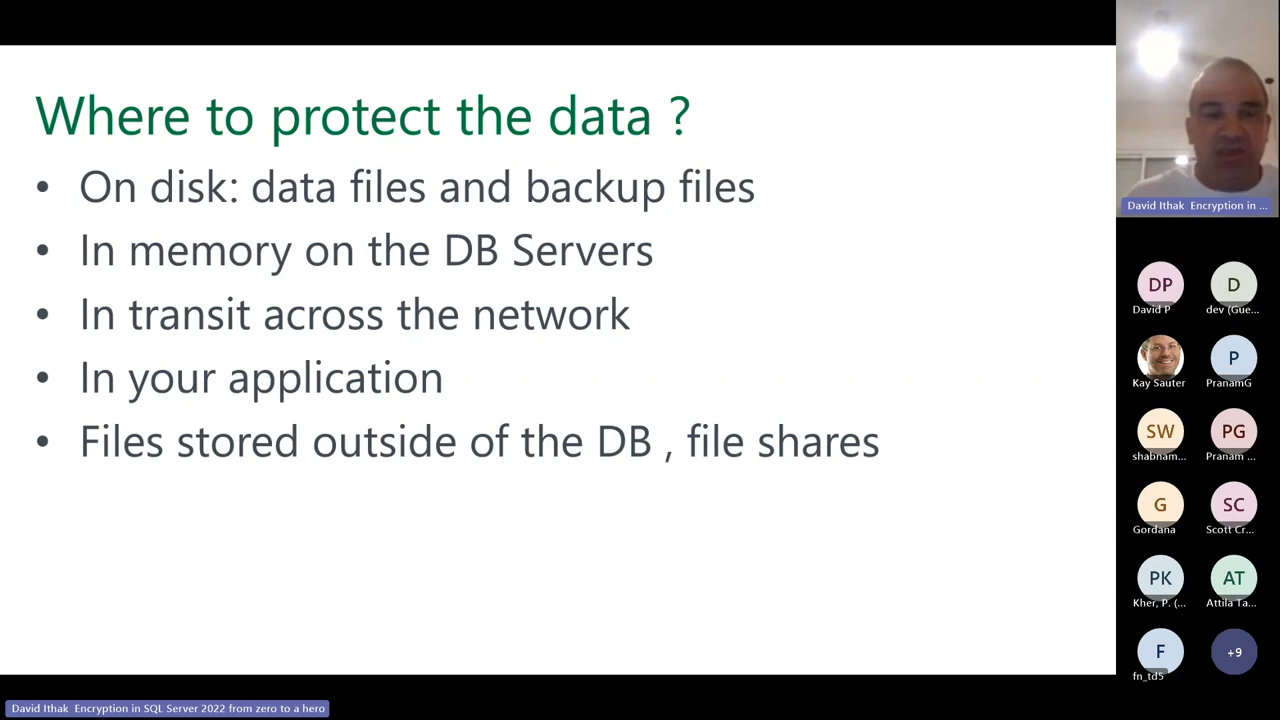 Where to protect the data ?
• On disk: data files and backup files
• In memory on the DB Servers
• In transit across the network
• In your application
• Files stored outside of the DB , file shares
David Ithak Encryption in ...
DP
David P
D
dev (Gue...
Kay Sauter
P
PranamG
SW
shabnam...
PG
Pranam ...
G
Gordana
SC
Scott Cr...
PK
Kher, P. (...
AT
Attila Ta...
F
fn_td5
+9
David Ithak Encryption in SQL Server 2022 from zero to a hero